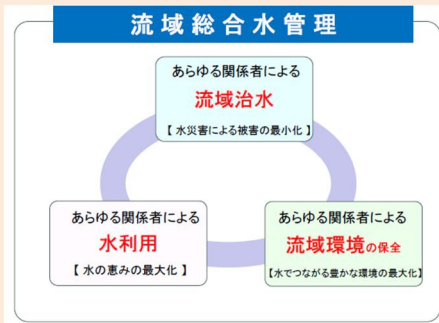 流域総合水管理
あらゆる関係者による
流域治水
【 水災害による被害の最小化 】
あらゆる関係者による
水利用
【 水の恵みの最大化 】
あらゆる関係者による
流域環境の保全
【水でつながる豊かな環境の最大化】